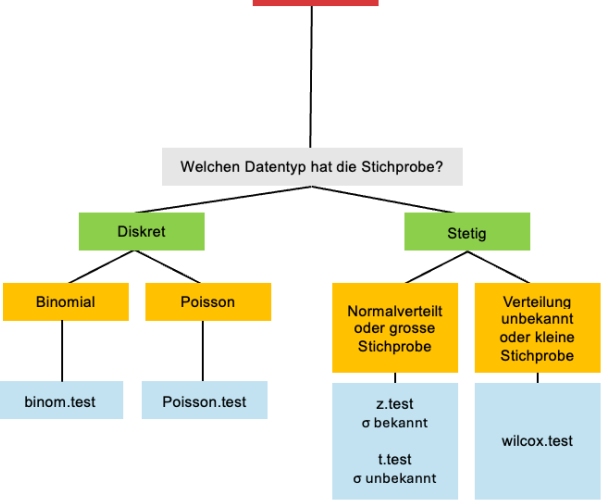 Welchen Datentyp hat die Stichprobe?
Diskret
Stetig
Binomial
Poisson
Normalverteilt
oder grosse
Stichprobe
Verteilung
unbekannt
oder kleine
Stichprobe
binom.test
Poisson.test
z.test
σ bekannt
t.test
σ unbekannt
wilcox.test